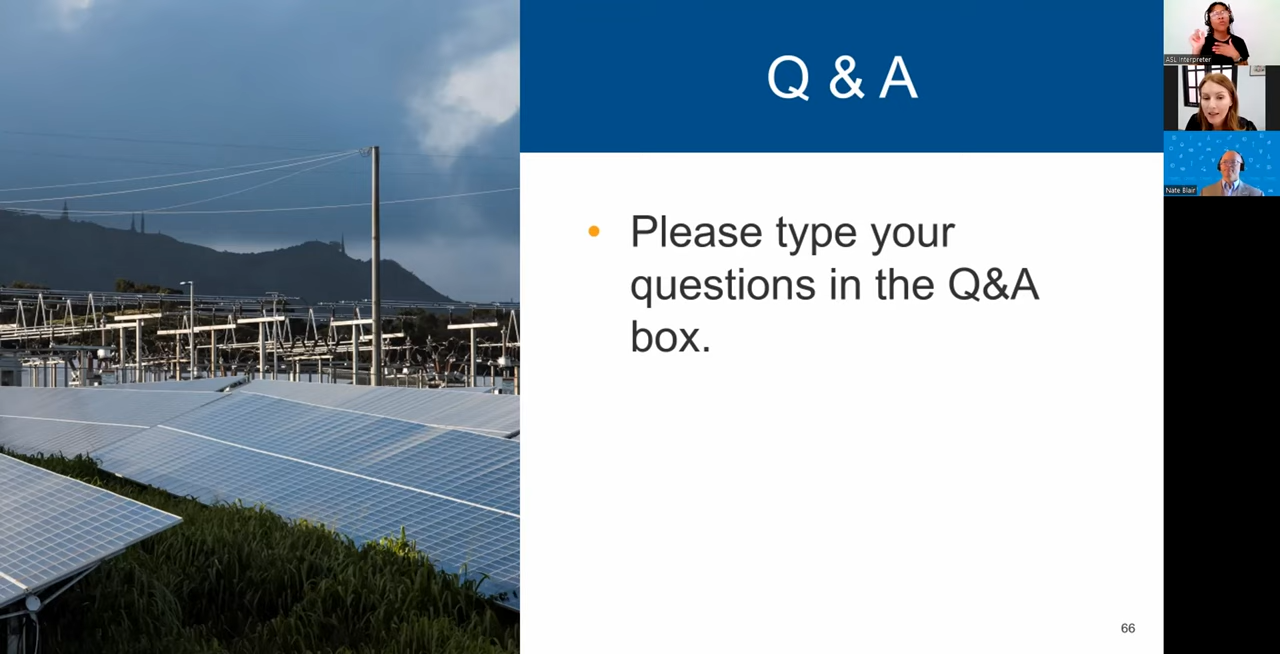 Q & A
• Please type your
questions in the Q&A
box.
66
ASL Interpreter
Nate Blair